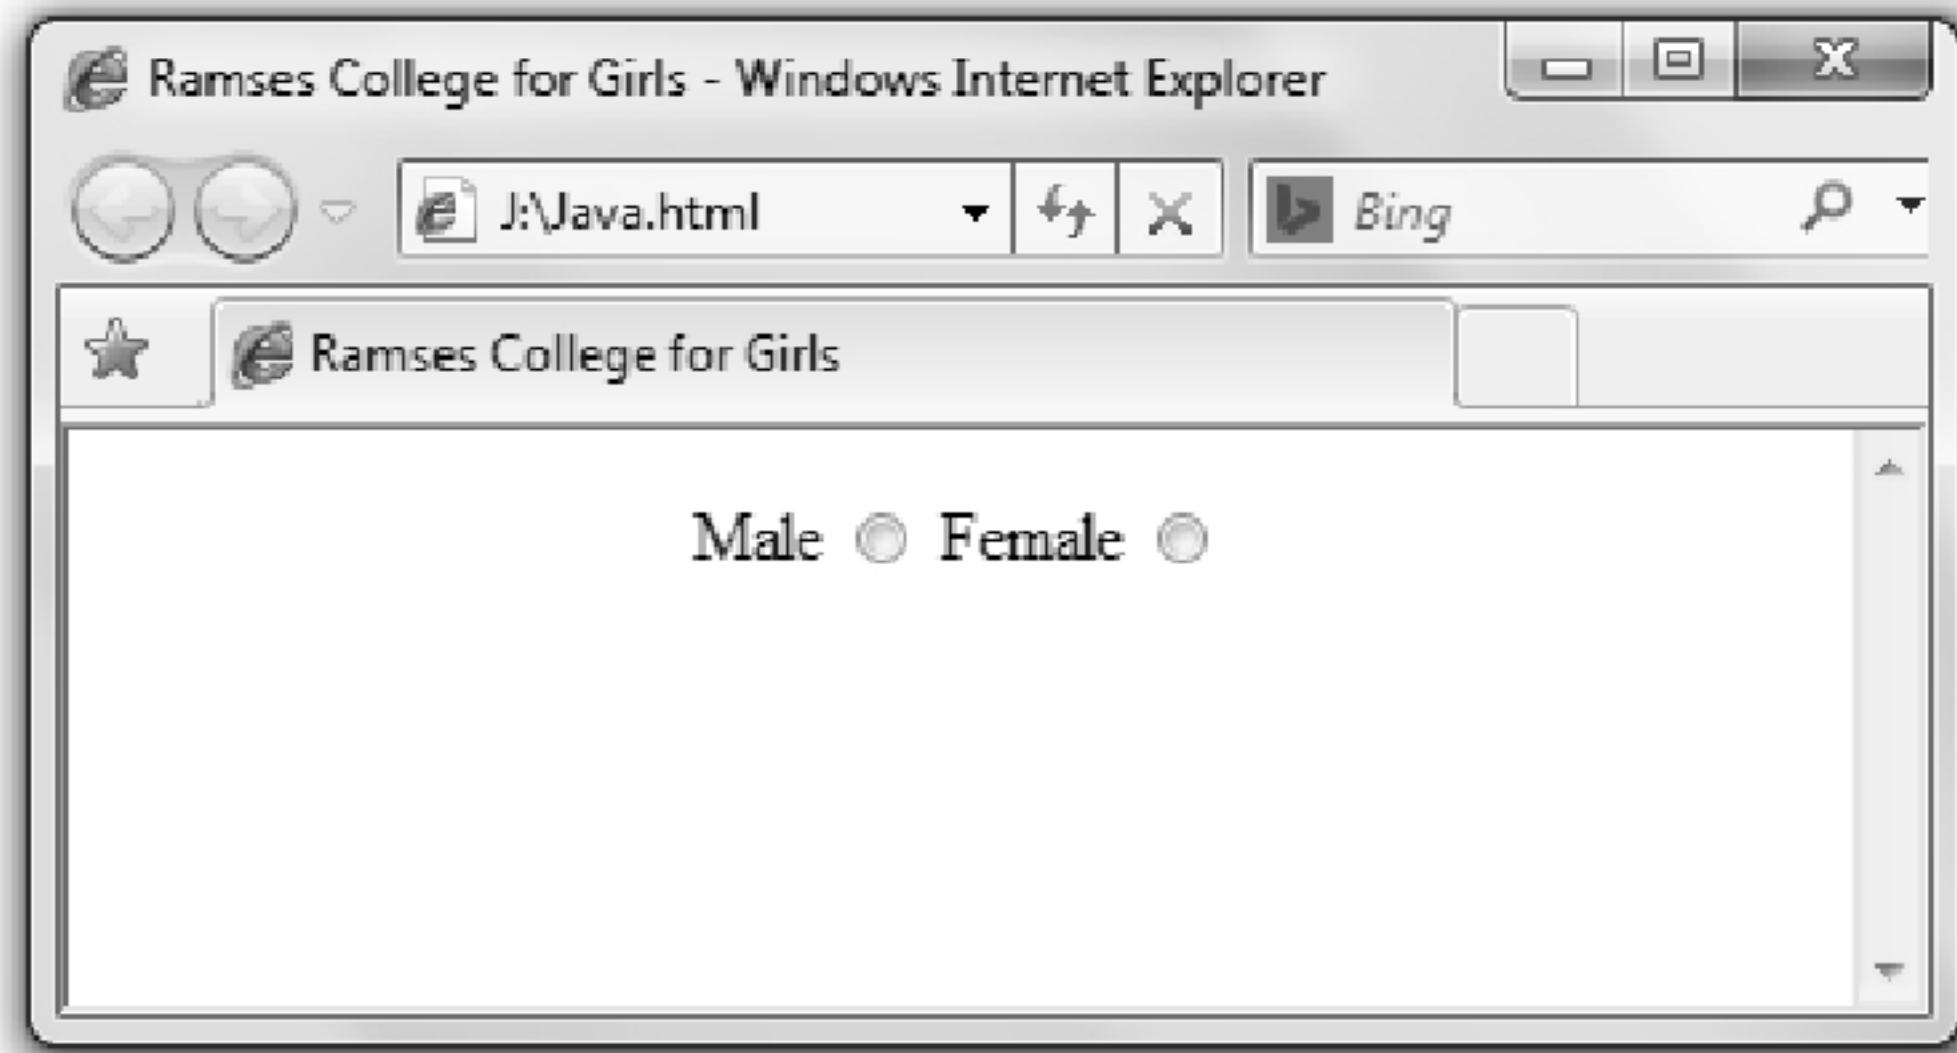 Ramses College for Girls - Windows Internet Explorer
J:\Java.html
Bing
Ramses College for Girls
Male Female